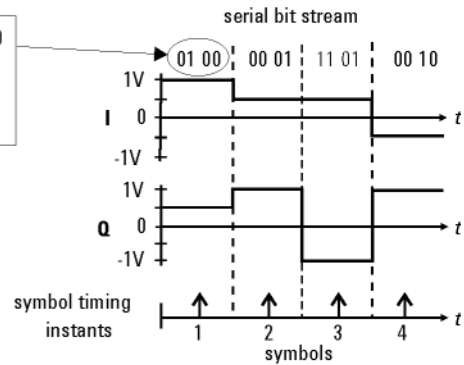 serial bit stream
)
01 00 00 01 11 01 00 10
1V
I 0 t
-1V
1V
Q 0 t
-1V
symbol timing
instants t
1 2 3 4
symbols